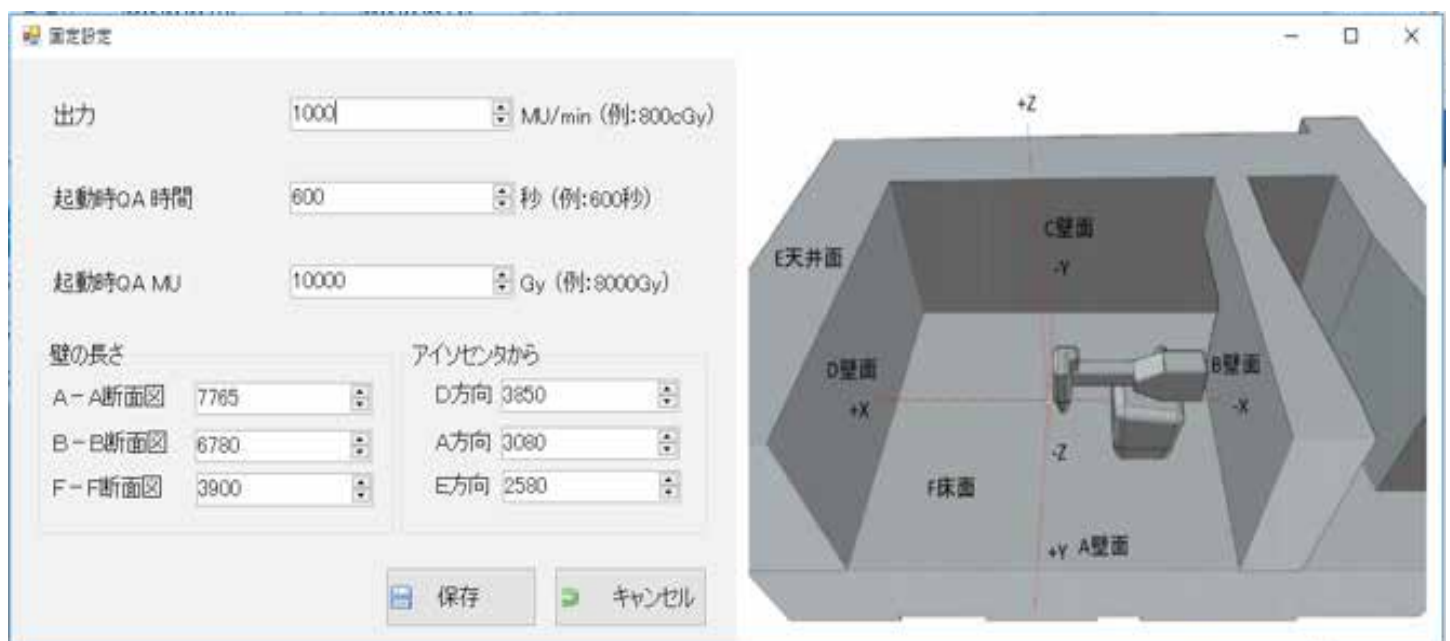 固定設定
出力 1000 MU/min (例:800cGy)
起動時QA 時間 600 秒 (例:600秒)
起動時QA MU 10000 Gy (例:8000Gy)
壁の長さ
A－A断面図 7765
B－B断面図 6780
F－F断面図 3900
アイソセンタから
D方向 3850
A方向 3080
E方向 2580
保存 キャンセル
+Z
C壁面
E天井面
-Y
D壁面
B壁面
+X
-X
-Z
F床面
+Y A壁面